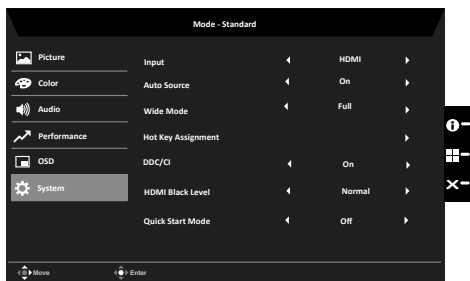 Mode - Standard
Picture
Color
Audio
Performance
OSD
System
Input HDMI
Auto Source On
Wide Mode Full
Hot Key Assignment
DDC/CI On
HDMI Black Level Normal
Quick Start Mode Off
Move Enter